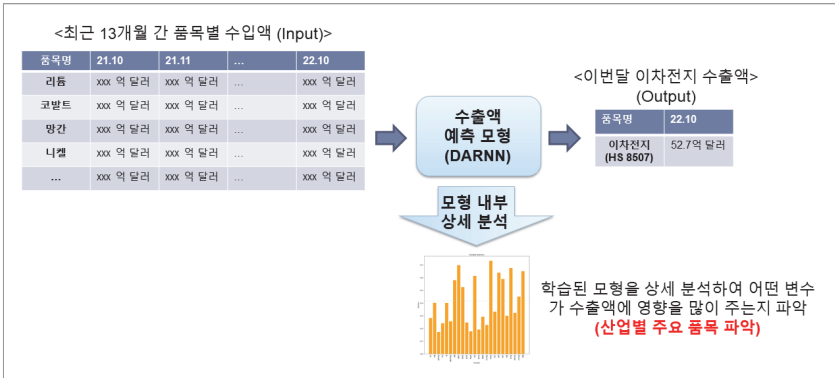 <최근 13개월 간 품목별 수입액 (Input)>
품목명 21.10 21.11 ... 22.10
리튬 xxx 억 달러 xxx 억 달러 ... xxx 억 달러
코발트 xxx 억 달러 xxx 억 달러 ... xxx 억 달러
망간 xxx 억 달러 xxx 억 달러 ... xxx 억 달러
니켈 xxx 억 달러 xxx 억 달러 ... xxx 억 달러
... xxx 억 달러 xxx 억 달러 ... xxx 억 달러
수출액
예측 모형
(DARNN)
<이번달 이차전지 수출액>
(Output)
품목명 22.10
이차전지 52.7억 달러
(HS 8507)
모형 내부
상세 분석
학습된 모형을 상세 분석하여 어떤 변수
가 수출액에 영향을 많이 주는지 파악
(산업별 주요 품목 파악)